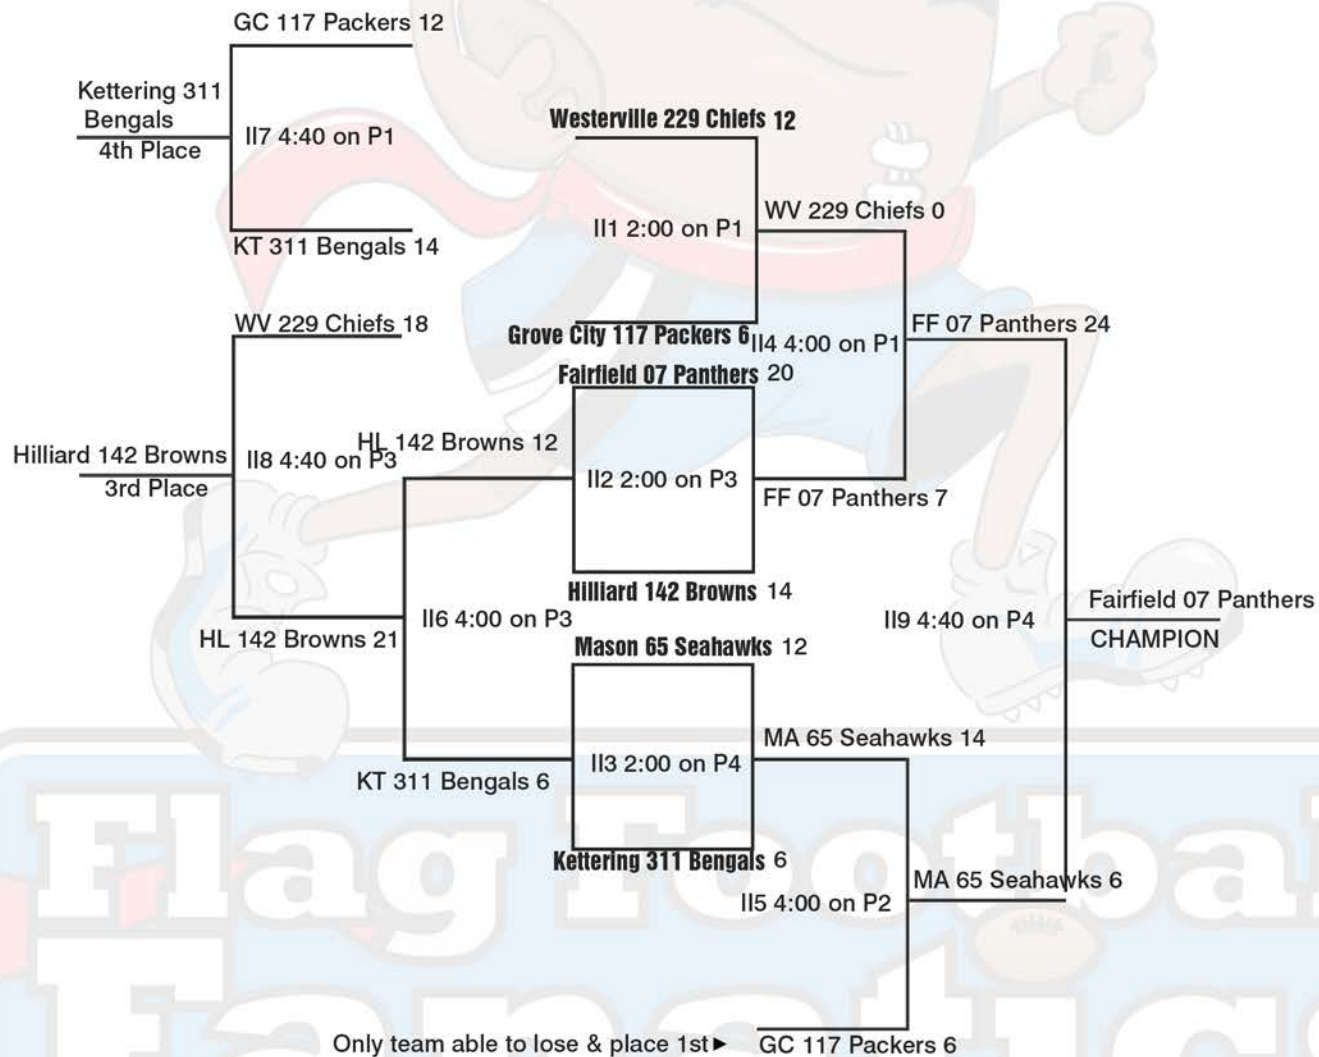 GC 117 Packers 12
Kettering 311
Bengals
4th Place
II7 4:40 on P1
KT 311 Bengals 14
Westerville 229 Chiefs 12
II1 2:00 on P1
WV 229 Chiefs 0
Grove City 117 Packers 6
II4 4:00 on P1
FF 07 Panthers 24
WV 229 Chiefs 18
Fairfield 07 Panthers 20
Hilliard 142 Browns
3rd Place
II8 4:40 on P3
HL 142 Browns 12
II2 2:00 on P3
FF 07 Panthers 7
Hilliard 142 Browns 14
HL 142 Browns 21
II6 4:00 on P3
II9 4:40 on P4
Fairfield 07 Panthers
CHAMPION
Mason 65 Seahawks 12
II3 2:00 on P4
MA 65 Seahawks 14
KT 311 Bengals 6
Kettering 311 Bengals 6
II5 4:00 on P2
MA 65 Seahawks 6
Only team able to lose & place 1st►
GC 117 Packers 6
Flag Footbal
Fanatics